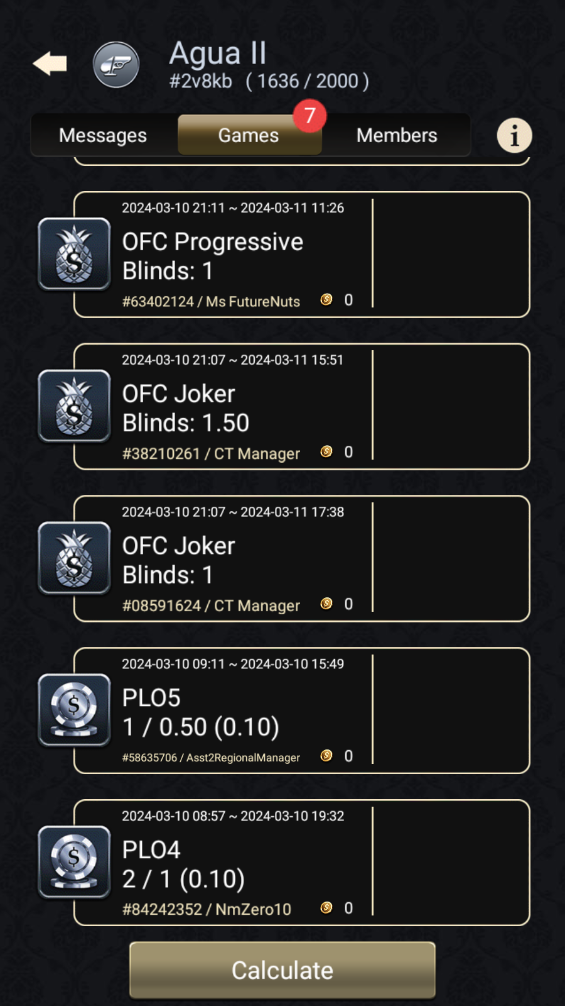 Agua II
#2v8kb ( 1636 / 2000 )
Messages
Games
7
Members
i
2024-03-10 21:11 ~ 2024-03-11 11:26
OFC Progressive
Blinds: 1
#63402124 / Ms FutureNuts 0
2024-03-10 21:07 ~ 2024-03-11 15:51
OFC Joker
Blinds: 1.50
#38210261 / CT Manager 0
2024-03-10 21:07 ~ 2024-03-11 17:38
OFC Joker
Blinds: 1
#08591624 / CT Manager 0
2024-03-10 09:11 ~ 2024-03-10 15:49
PLO5
1 / 0.50 (0.10)
#58635706 / Asst2RegionalManager 0
2024-03-10 08:57 ~ 2024-03-10 19:32
PLO4
2 / 1 (0.10)
#84242352 / NmZero10 0
Calculate